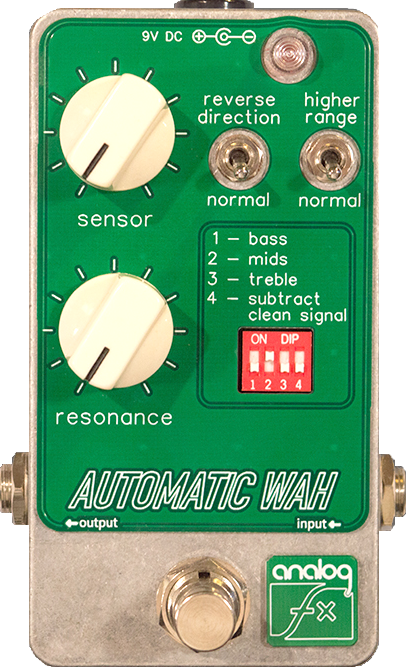 9V DC
reverse direction
higher range
normal
normal
sensor
1 – bass
2 – mids
3 – treble
4 – subtract
clean signal
ON DIP
1 2 3 4
resonance
AUTOMATIC WAH
output
input
analog
fx